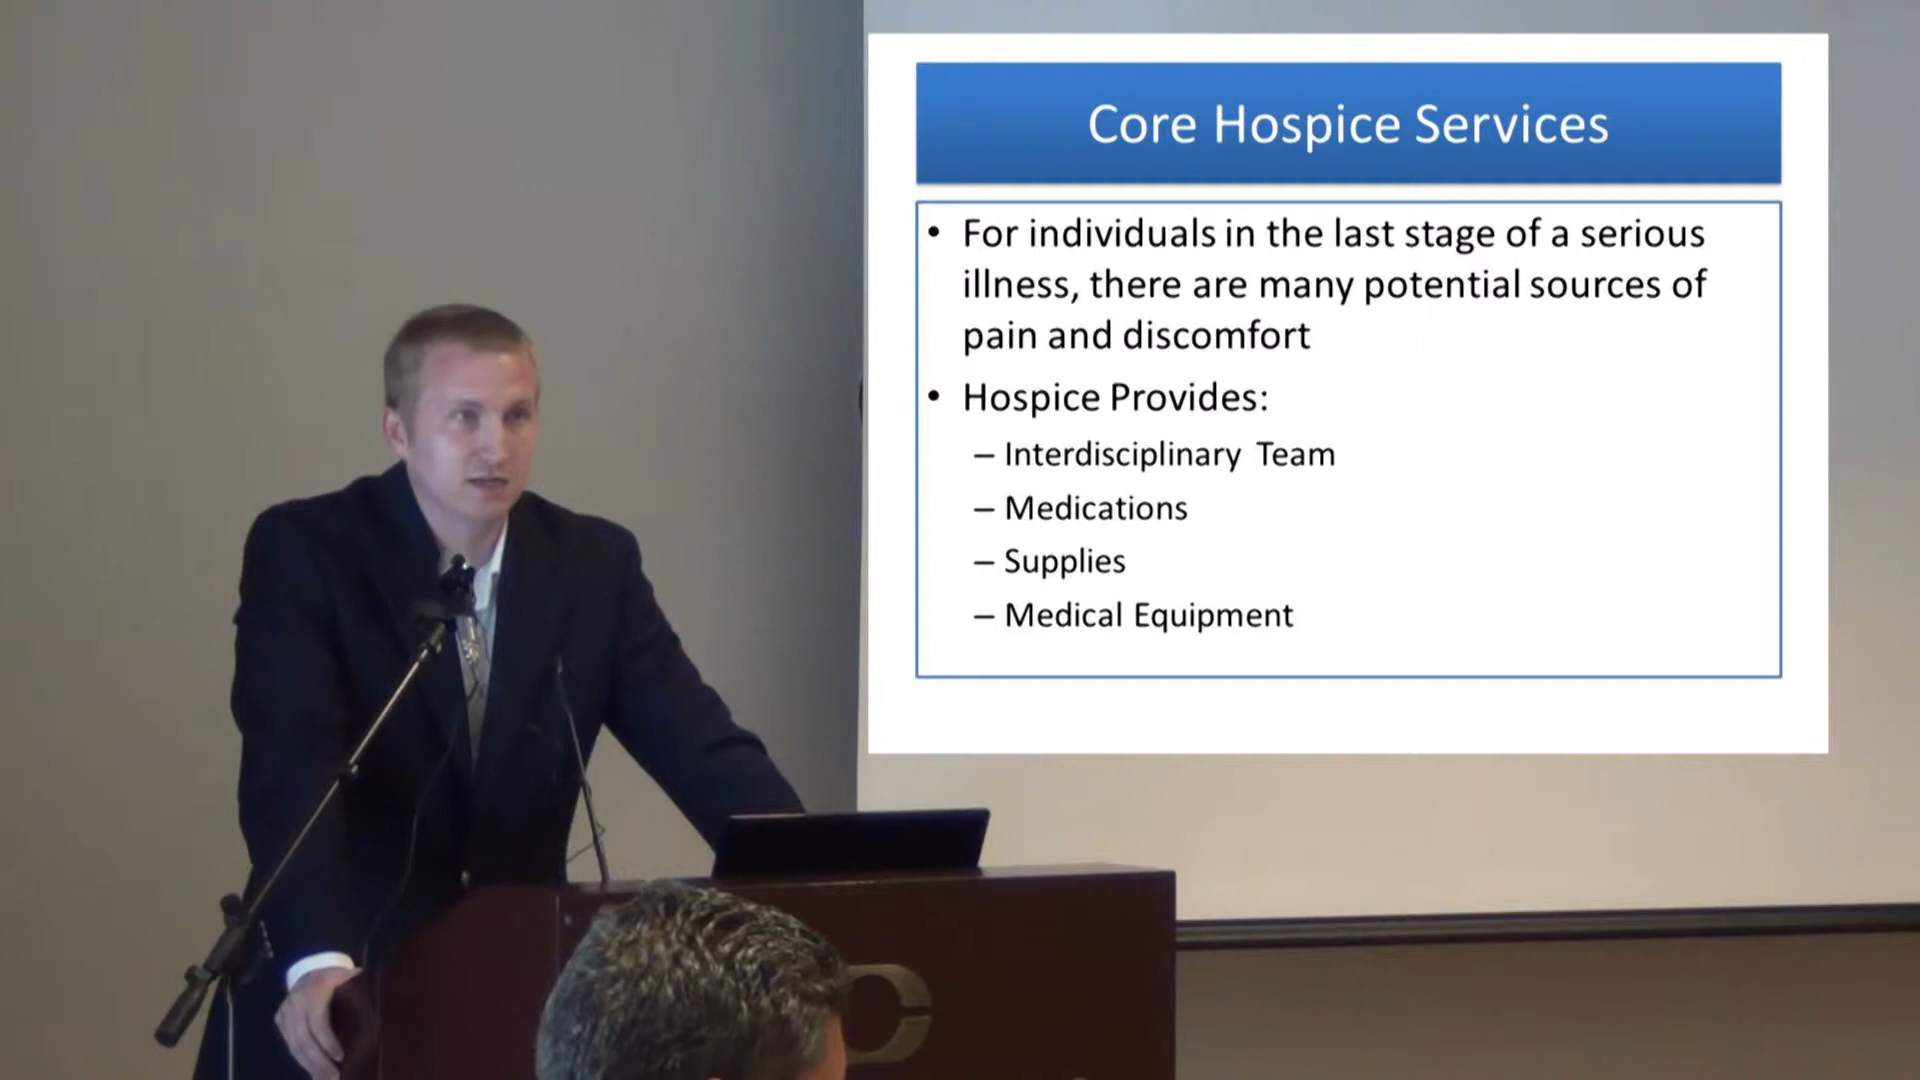 Core Hospice Services
• For individuals in the last stage of a serious
illness, there are many potential sources of
pain and discomfort
• Hospice Provides:
– Interdisciplinary Team
– Medications
– Supplies
– Medical Equipment